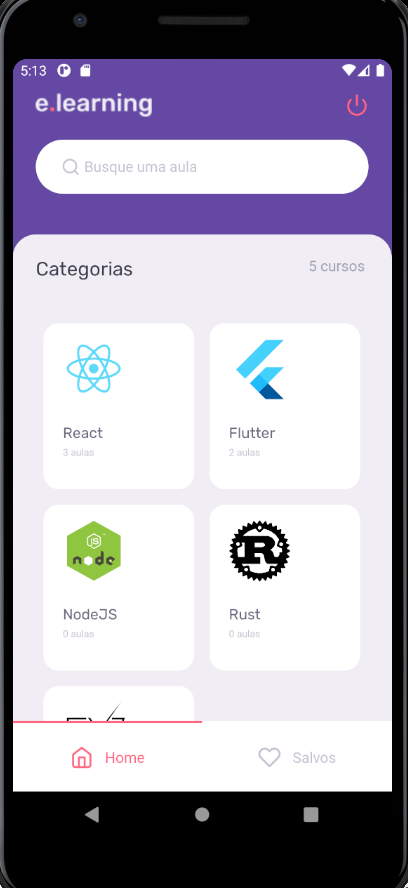 5:13
e.learning
Busque uma aula
Categorias
5 cursos
React
3 aulas
Flutter
2 aulas
JS
node
NodeJS
0 aulas
R
Rust
0 aulas
Home
Salvos